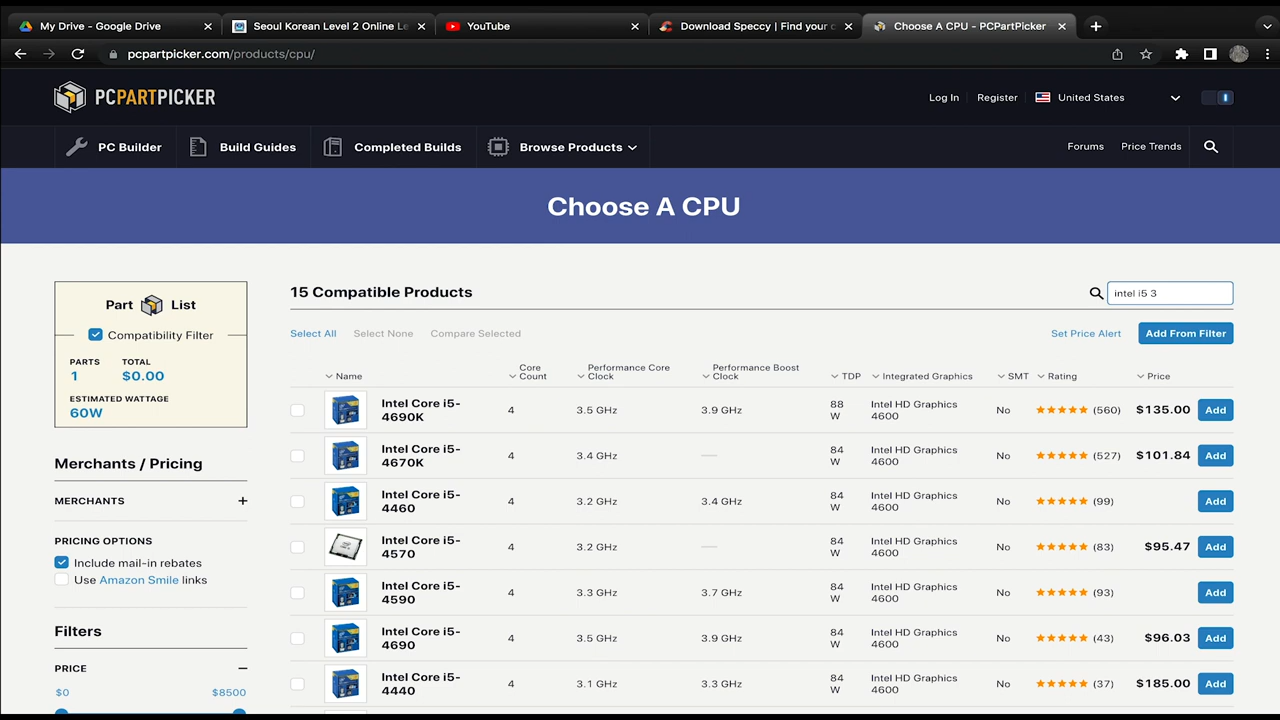 My Drive - Google Drive
Seoul Korean Level 2 Online Le
YouTube
Download Speccy | Find your c
Choose A CPU - PCPartPicker
pcpartpicker.com/products/cpu/
PCPARTPICKER
Log In
Register
United States
PC Builder
Build Guides
Completed Builds
Browse Products
Forums
Price Trends
Choose A CPU
Part List
Compatibility Filter
PARTS TOTAL
1 $0.00
ESTIMATED WATTAGE
60W
Merchants / Pricing
MERCHANTS +
PRICING OPTIONS
Include mail-in rebates
Use Amazon Smile links
Filters
PRICE
$0 $8500
15 Compatible Products
intel i5 3
Select All Select None Compare Selected
Set Price Alert Add From Filter
Name
Core Count
Performance Core Clock
Performance Boost Clock
TDP
Integrated Graphics
SMT
Rating
Price
Intel Core i5-4690K 4 3.5 GHz 3.9 GHz 88 W Intel HD Graphics 4600 No (560) $135.00 Add
Intel Core i5-4670K 4 3.4 GHz — 84 W Intel HD Graphics 4600 No (527) $101.84 Add
Intel Core i5-4460 4 3.2 GHz 3.4 GHz 84 W Intel HD Graphics 4600 No (99) Add
Intel Core i5-4570 4 3.2 GHz — 84 W Intel HD Graphics 4600 No (83) $95.47 Add
Intel Core i5-4590 4 3.3 GHz 3.7 GHz 84 W Intel HD Graphics 4600 No (93) Add
Intel Core i5-4690 4 3.5 GHz 3.9 GHz 84 W Intel HD Graphics 4600 No (43) $96.03 Add
Intel Core i5-4440 4 3.1 GHz 3.3 GHz 84 W Intel HD Graphics 4600 No (37) $185.00 Add